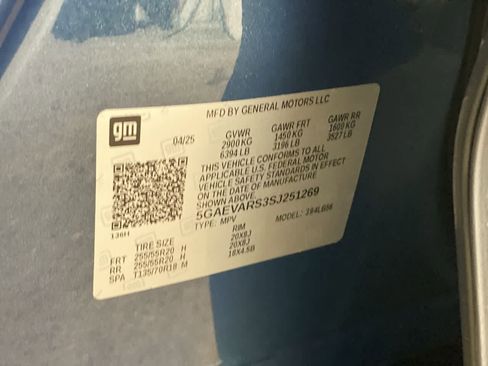 MFD BY GENERAL MOTORS LLC
gm
04/25
GVWR GAWR FRT GAWR RR
2900 KG 1450 KG 1600 KG
6394 LB 3196 LB 3527 LB
THIS VEHICLE CONFORMS TO ALL
APPLICABLE U.S. FEDERAL MOTOR
VEHICLE SAFETY STANDARDS IN EFFECT
ON THE DATE OF MANUFACTURE
SHOWN ABOVE.
5GAEVARS3SJ251269
TYPE: MPV MODEL:
136H
TIRE SIZE RIM
FRT 255/55R20 H 20X8J
RR 255/55R20 H 20X8J
SPA T135/70R18 M 18X4.5B